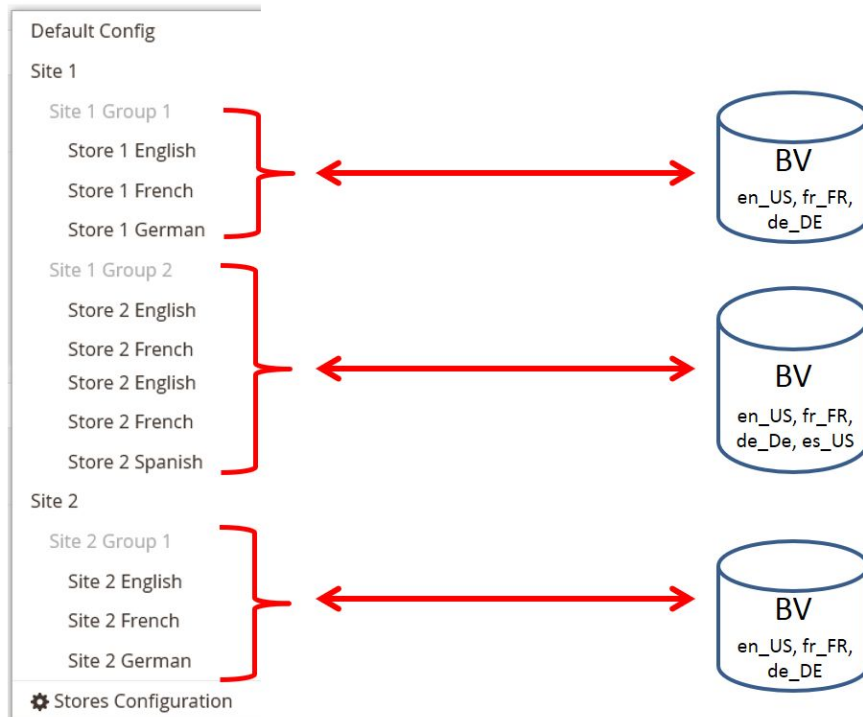 Default Config
Site 1
Site 1 Group 1
Store 1 English
Store 1 French
Store 1 German
BV
en_US, fr_FR,
de_DE
Site 1 Group 2
Store 2 English
Store 2 French
Store 2 English
Store 2 French
Store 2 Spanish
BV
en_US, fr_FR,
de_De, es_US
Site 2
Site 2 Group 1
Site 2 English
Site 2 French
Site 2 German
BV
en_US, fr_FR,
de_DE
Stores Configuration